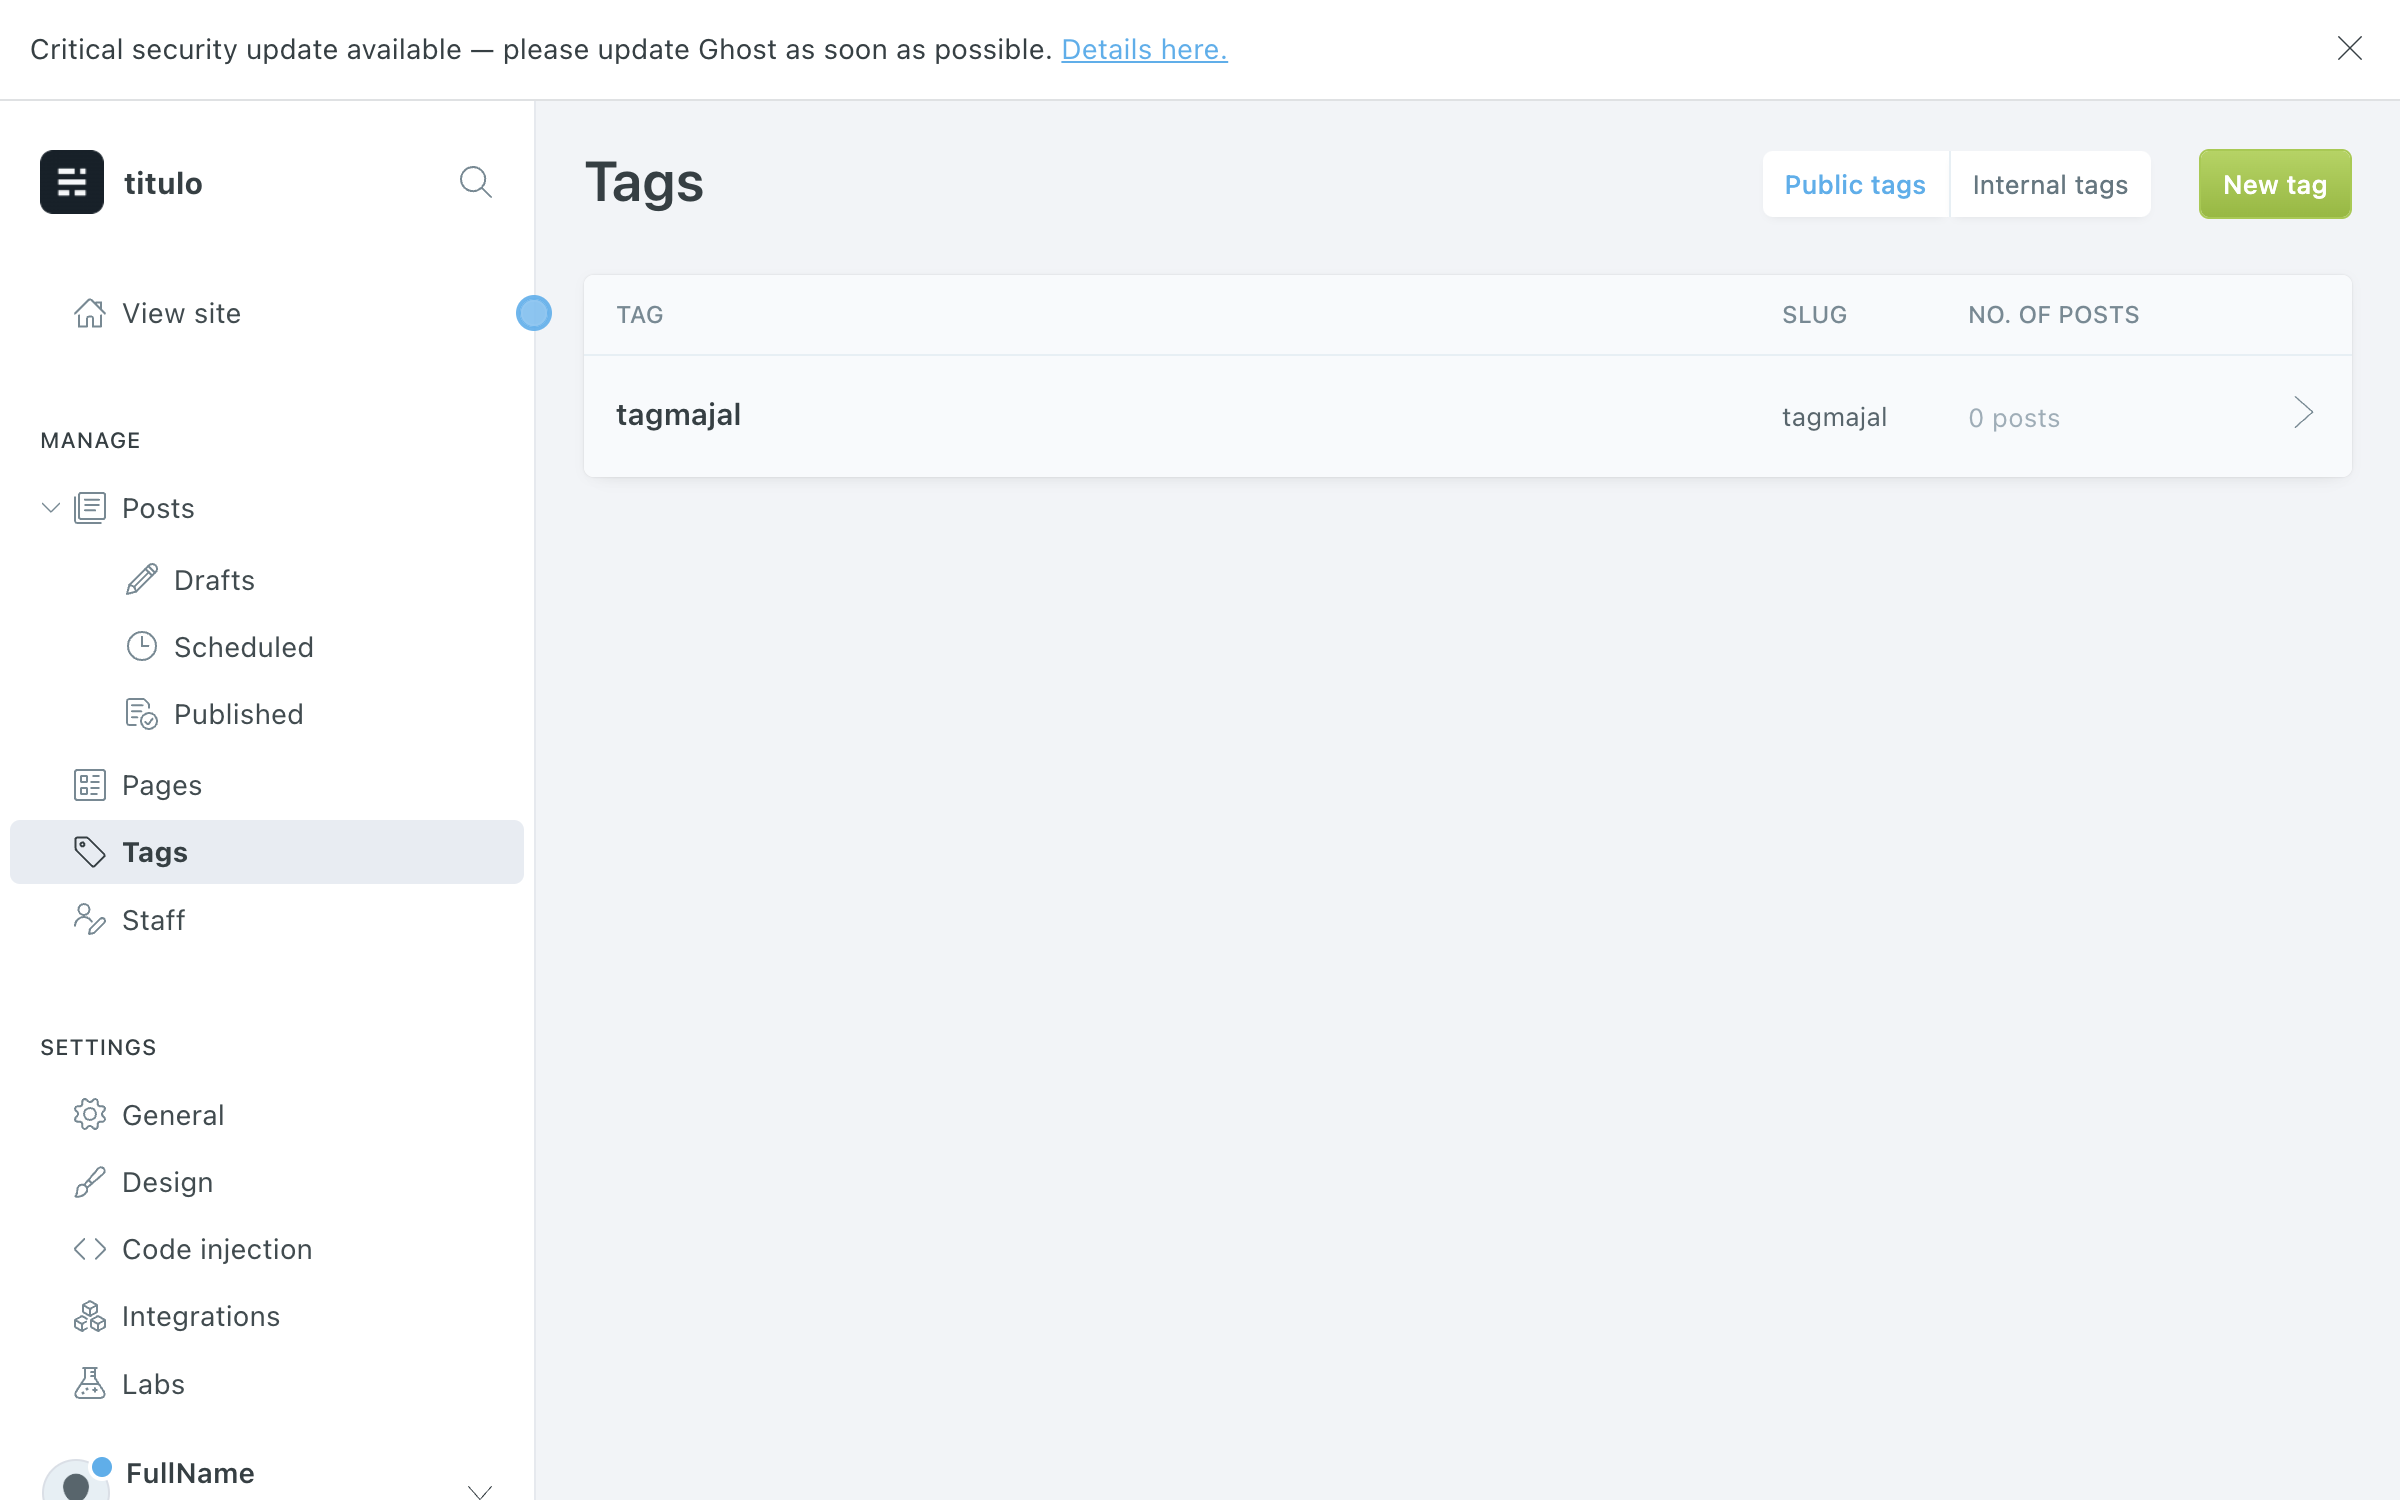 Critical security update available — please update Ghost as soon as possible. Details here.
titulo
View site
MANAGE
Posts
Drafts
Scheduled
Published
Pages
Tags
Staff
SETTINGS
General
Design
Code injection
Integrations
Labs
FullName
Tags
Public tags
Internal tags
New tag
TAG SLUG NO. OF POSTS
tagmajal tagmajal 0 posts